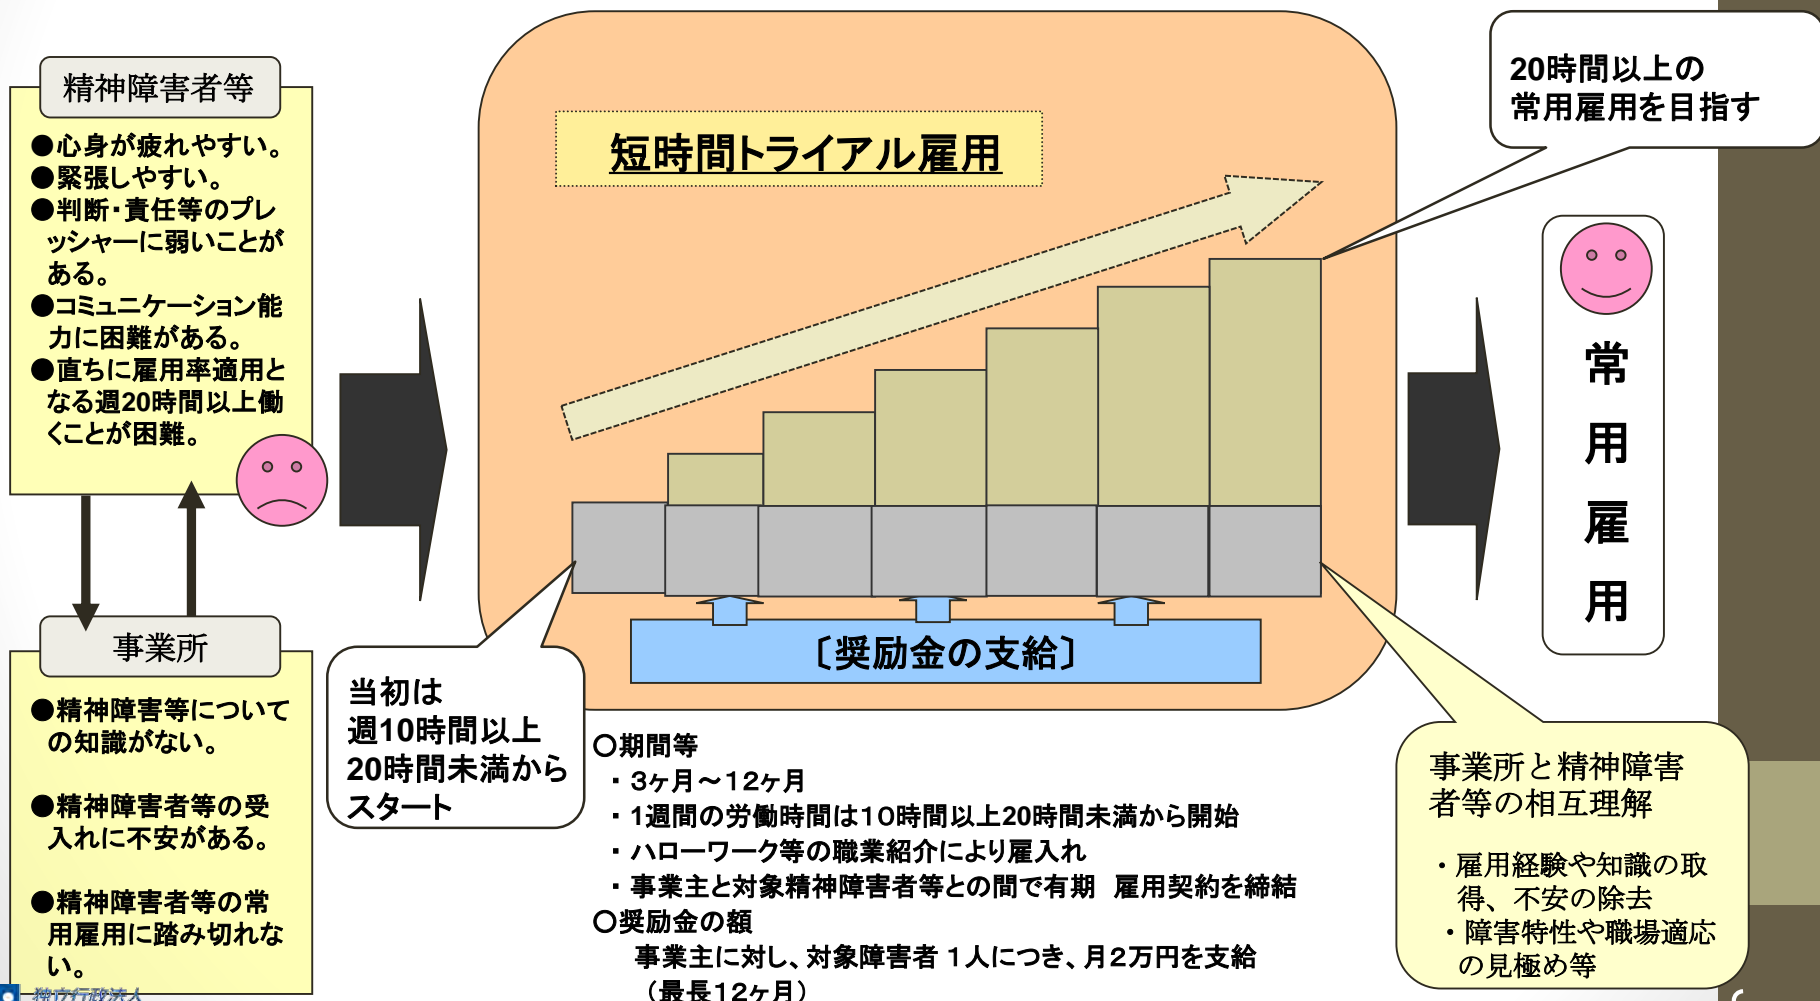 精神障害者等
●心身が疲れやすい。
●緊張しやすい。
●判断・責任等のプレ
ッシャーに弱いことが
ある。
●コミュニケーション能
力に困難がある。
●直ちに雇用率適用と
なる週20時間以上働
くことが困難。
事業所
●精神障害等について
の知識がない。
●精神障害者等の受
入れに不安がある。
●精神障害者等の常
用雇用に踏み切れな
い。
独立行政法人
短時間トライアル雇用
20時間以上の
常用雇用を目指す
〔奨励金の支給〕
当初は
週10時間以上
20時間未満から
スタート
常
用
雇
用
○期間等
・3ヶ月～12ヶ月
・1週間の労働時間は10時間以上20時間未満から開始
・ハローワーク等の職業紹介により雇入れ
・事業主と対象精神障害者等との間で有期 雇用契約を締結
○奨励金の額
事業主に対し、対象障害者 1人につき、月2万円を支給
（最長12ヶ月）
事業所と精神障害
者等の相互理解
・雇用経験や知識の取
得、不安の除去
・障害特性や職場適応
の見極め等